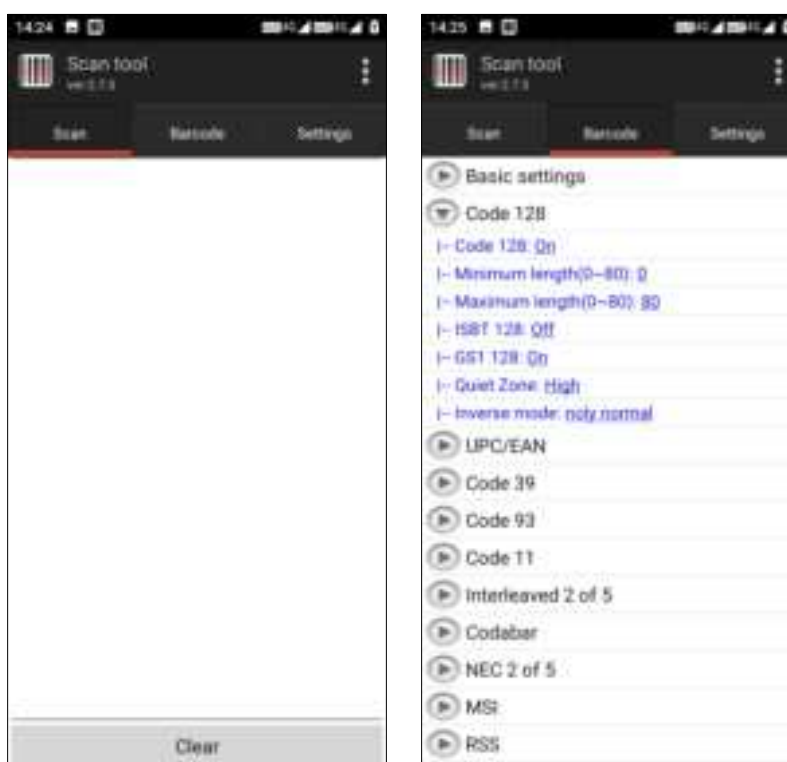 14:24
Scan tool
Scan Barcode Settings
Clear
14:25
Scan tool
Scan Barcode Settings
Basic settings
Code 128
|-- Code 128: On
|-- Minimum length(0~80): 0
|-- Maximum length(0~80): 80
|-- ISBT 128: Off
|-- GS1 128: On
|-- Quiet Zone: High
|-- Inverse mode: noly normal
UPC/EAN
Code 39
Code 93
Code 11
Interleaved 2 of 5
Codabar
NEC 2 of 5
MSI
RSS